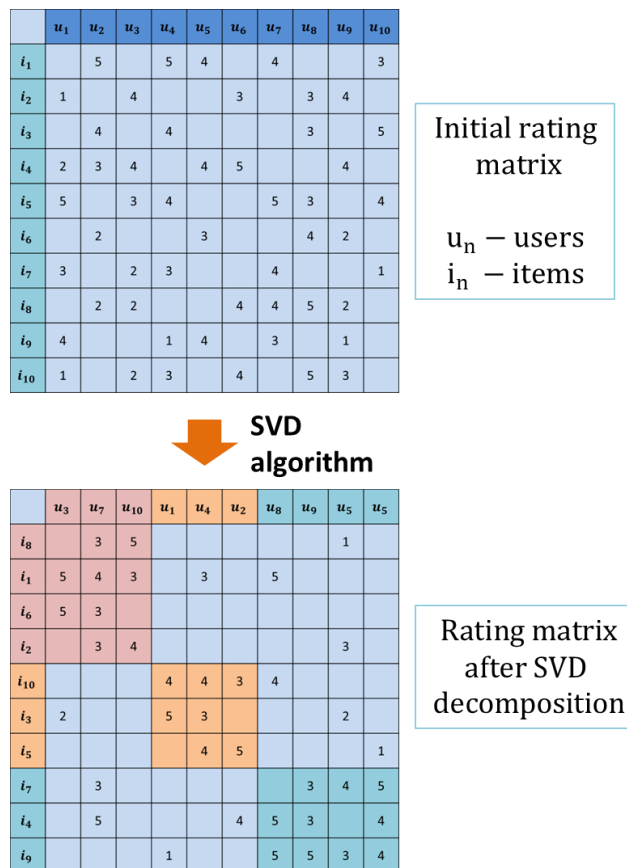 u₁ u₂ u₃ u₄ u₅ u₆ u₇ u₈ u₉ u₁₀
i₁ 5 5 4 4 3
i₂ 1 4 3 3 4
i₃ 4 4 3 5
i₄ 2 3 4 4 5 4
i₅ 5 3 4 5 3 4
i₆ 2 3 4 2
i₇ 3 2 3 4 1
i₈ 2 2 4 4 5 2
i₉ 4 1 4 3 1
i₁₀ 1 2 3 4 5 3
Initial rating
matrix
uₙ – users
iₙ – items
SVD
algorithm
u₃ u₇ u₁₀ u₁ u₄ u₂ u₈ u₉ u₅ u₅
i₈ 3 5 1
i₁ 5 4 3 3 5
i₆ 5 3
i₂ 3 4 3
i₁₀ 4 4 3 4
i₃ 2 5 3 2
i₅ 4 5 1
i₇ 3 3 4 5
i₄ 5 4 5 3 4
i₉ 1 5 5 3 4
Rating matrix
after SVD
decomposition